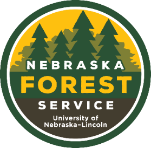 NEBRASKA
FOREST
SERVICE
University of
Nebraska-Lincoln